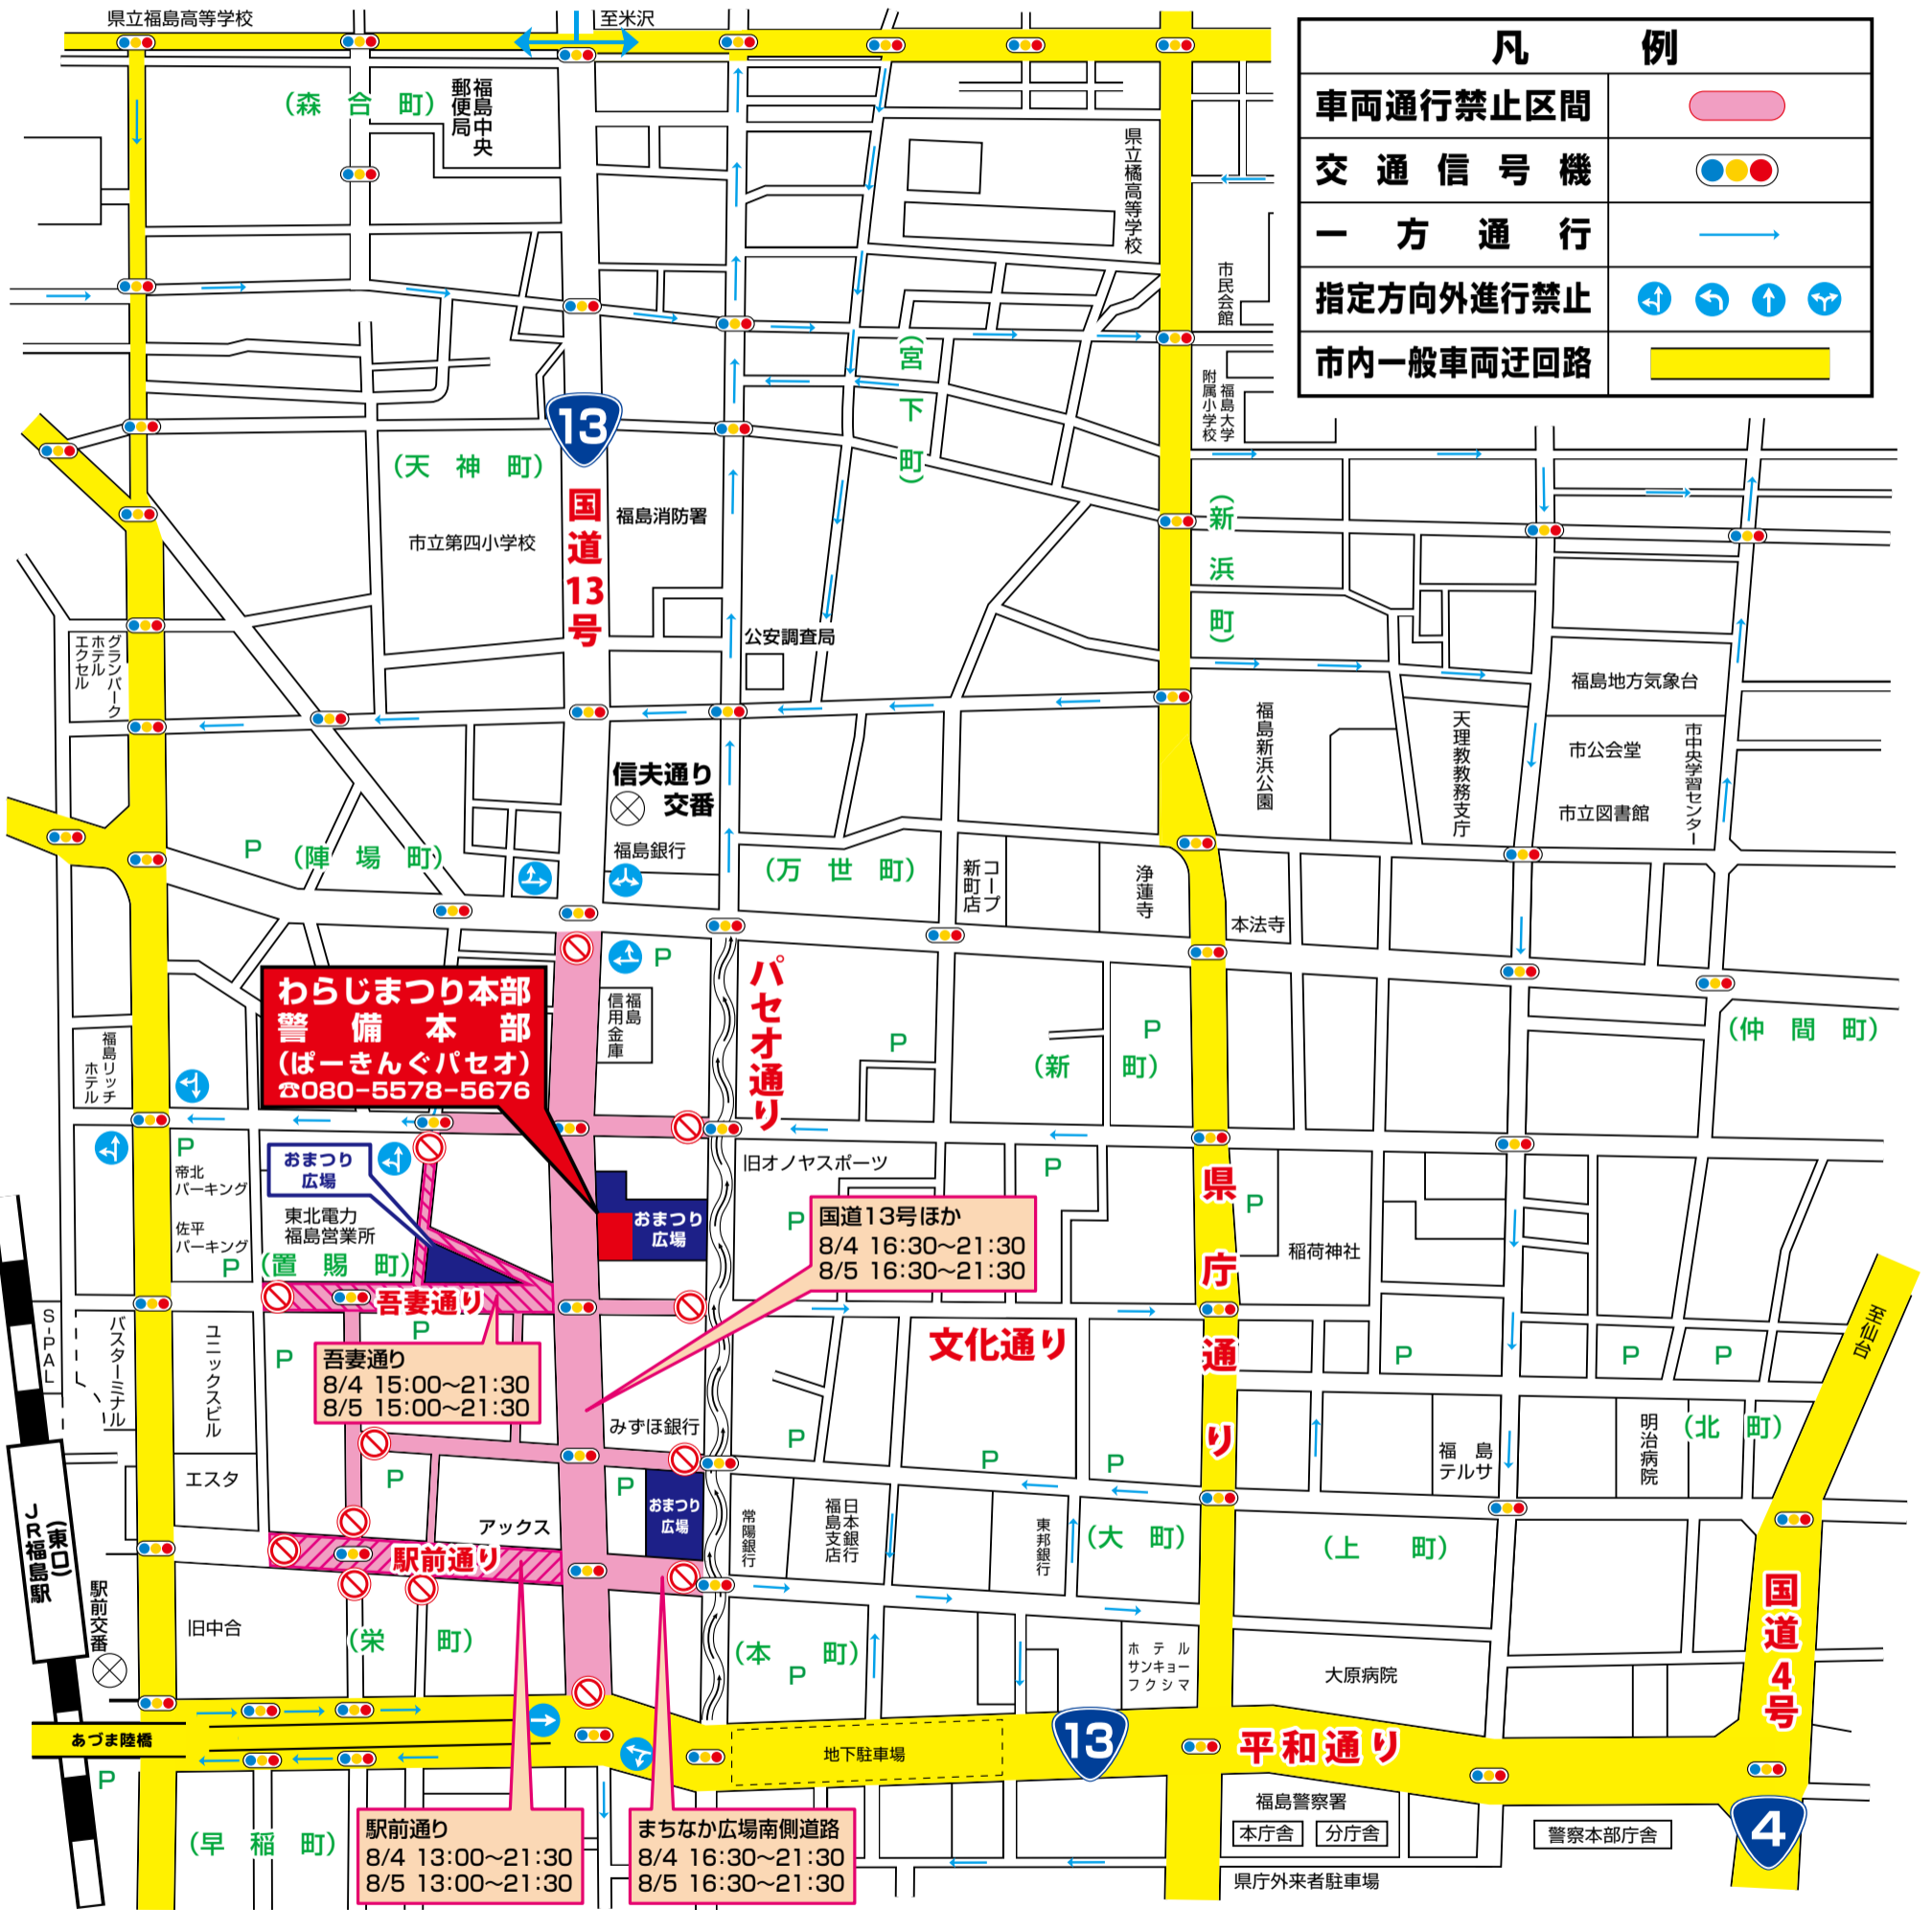 県立福島高等学校
至米沢
凡例
車両通行禁止区間
交通信号機
一方通行
指定方向外進行禁止
市内一般車両迂回路
(森合町)
福島中央
郵便局
県立橘高等学校
市民会館
福島大学
附属小学校
(宮下町)
13
国道13号
(天神町)
市立第四小学校
福島消防署
(新浜町)
公安調査局
グランパーク
ホテル
エクセル
福島地方気象台
福島新浜公園
天理教教務支庁
市公会堂
市立図書館
市中央学習センター
信夫通り
交番
福島銀行
P
(陣場町)
(万世町)
コープ
新町店
浄蓮寺
本法寺
P
パセオ通り
福島
信用金庫
わらじまつり本部
警備本部
(ぱーきんぐパセオ)
☎080-5578-5676
P
P
(新町)
(仲間町)
福島リッチ
ホテル
P
帝北
パーキング
佐平
パーキング
P
おまつり
広場
東北電力
福島営業所
(置賜町)
旧オノヤスポーツ
P
P
おまつり
広場
国道13号ほか
8/4 16:30〜21:30
8/5 16:30〜21:30
県庁通り
P
稲荷神社
至仙台
吾妻通り
P
P
吾妻通り
8/4 15:00〜21:30
8/5 15:00〜21:30
文化通り
P
P
P
S-PAL
バスターミナル
ユニックスビル
エスタ
みずほ銀行
P
P
P
P
P
おまつり
広場
アックス
常陽銀行
日本銀行
福島支店
東邦銀行
(大町)
福島
テルサ
明治病院
(北町)
(上町)
(東口)
JR福島駅
駅前交番
駅前通り
旧中合
(栄町)
(本町)
P
ホテル
サンキョー
フクシマ
大原病院
国道4号
あづま陸橋
P
地下駐車場
13
平和通り
(早稲町)
駅前通り
8/4 13:00〜21:30
8/5 13:00〜21:30
まちなか広場南側道路
8/4 16:30〜21:30
8/5 16:30〜21:30
福島警察署
本庁舎
分庁舎
警察本部庁舎
4
県庁外来者駐車場